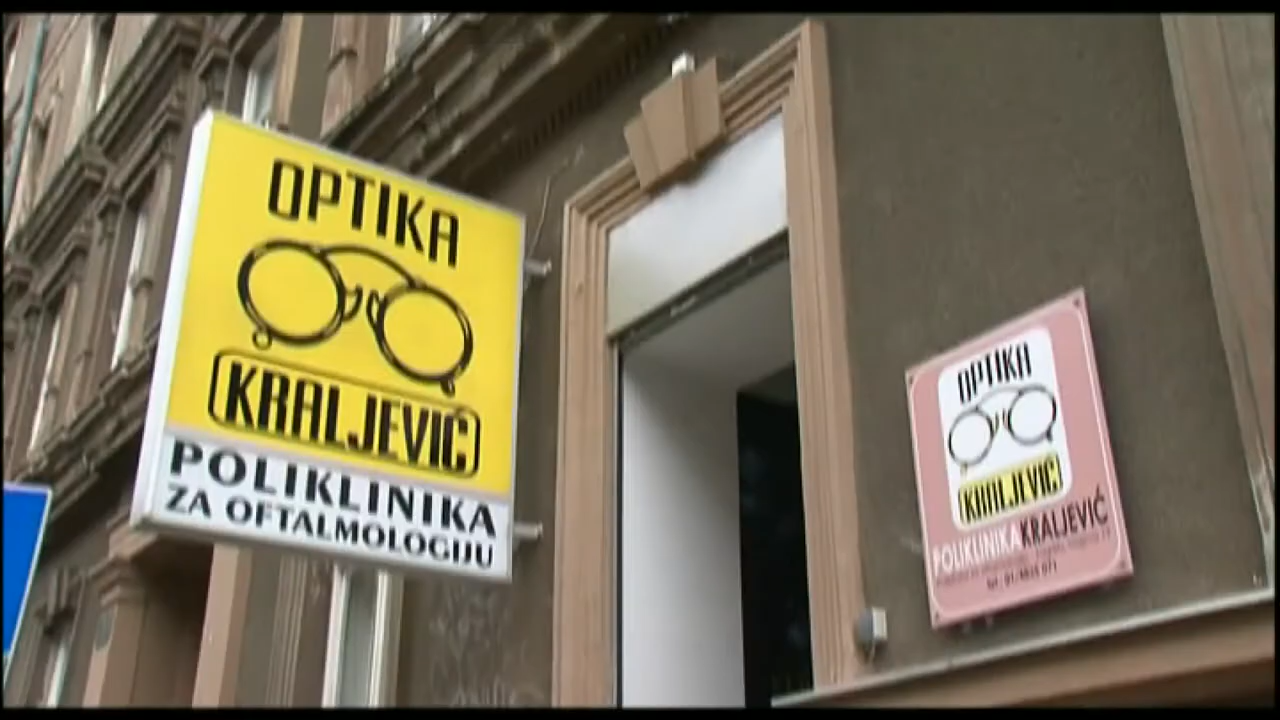 OPTIKA
KRALJEVIĆ
POLIKLINIKA
ZA OFTALMOLOGIJU
OPTIKA
KRALJEVIĆ
POLIKLINIKA KRALJEVIĆ